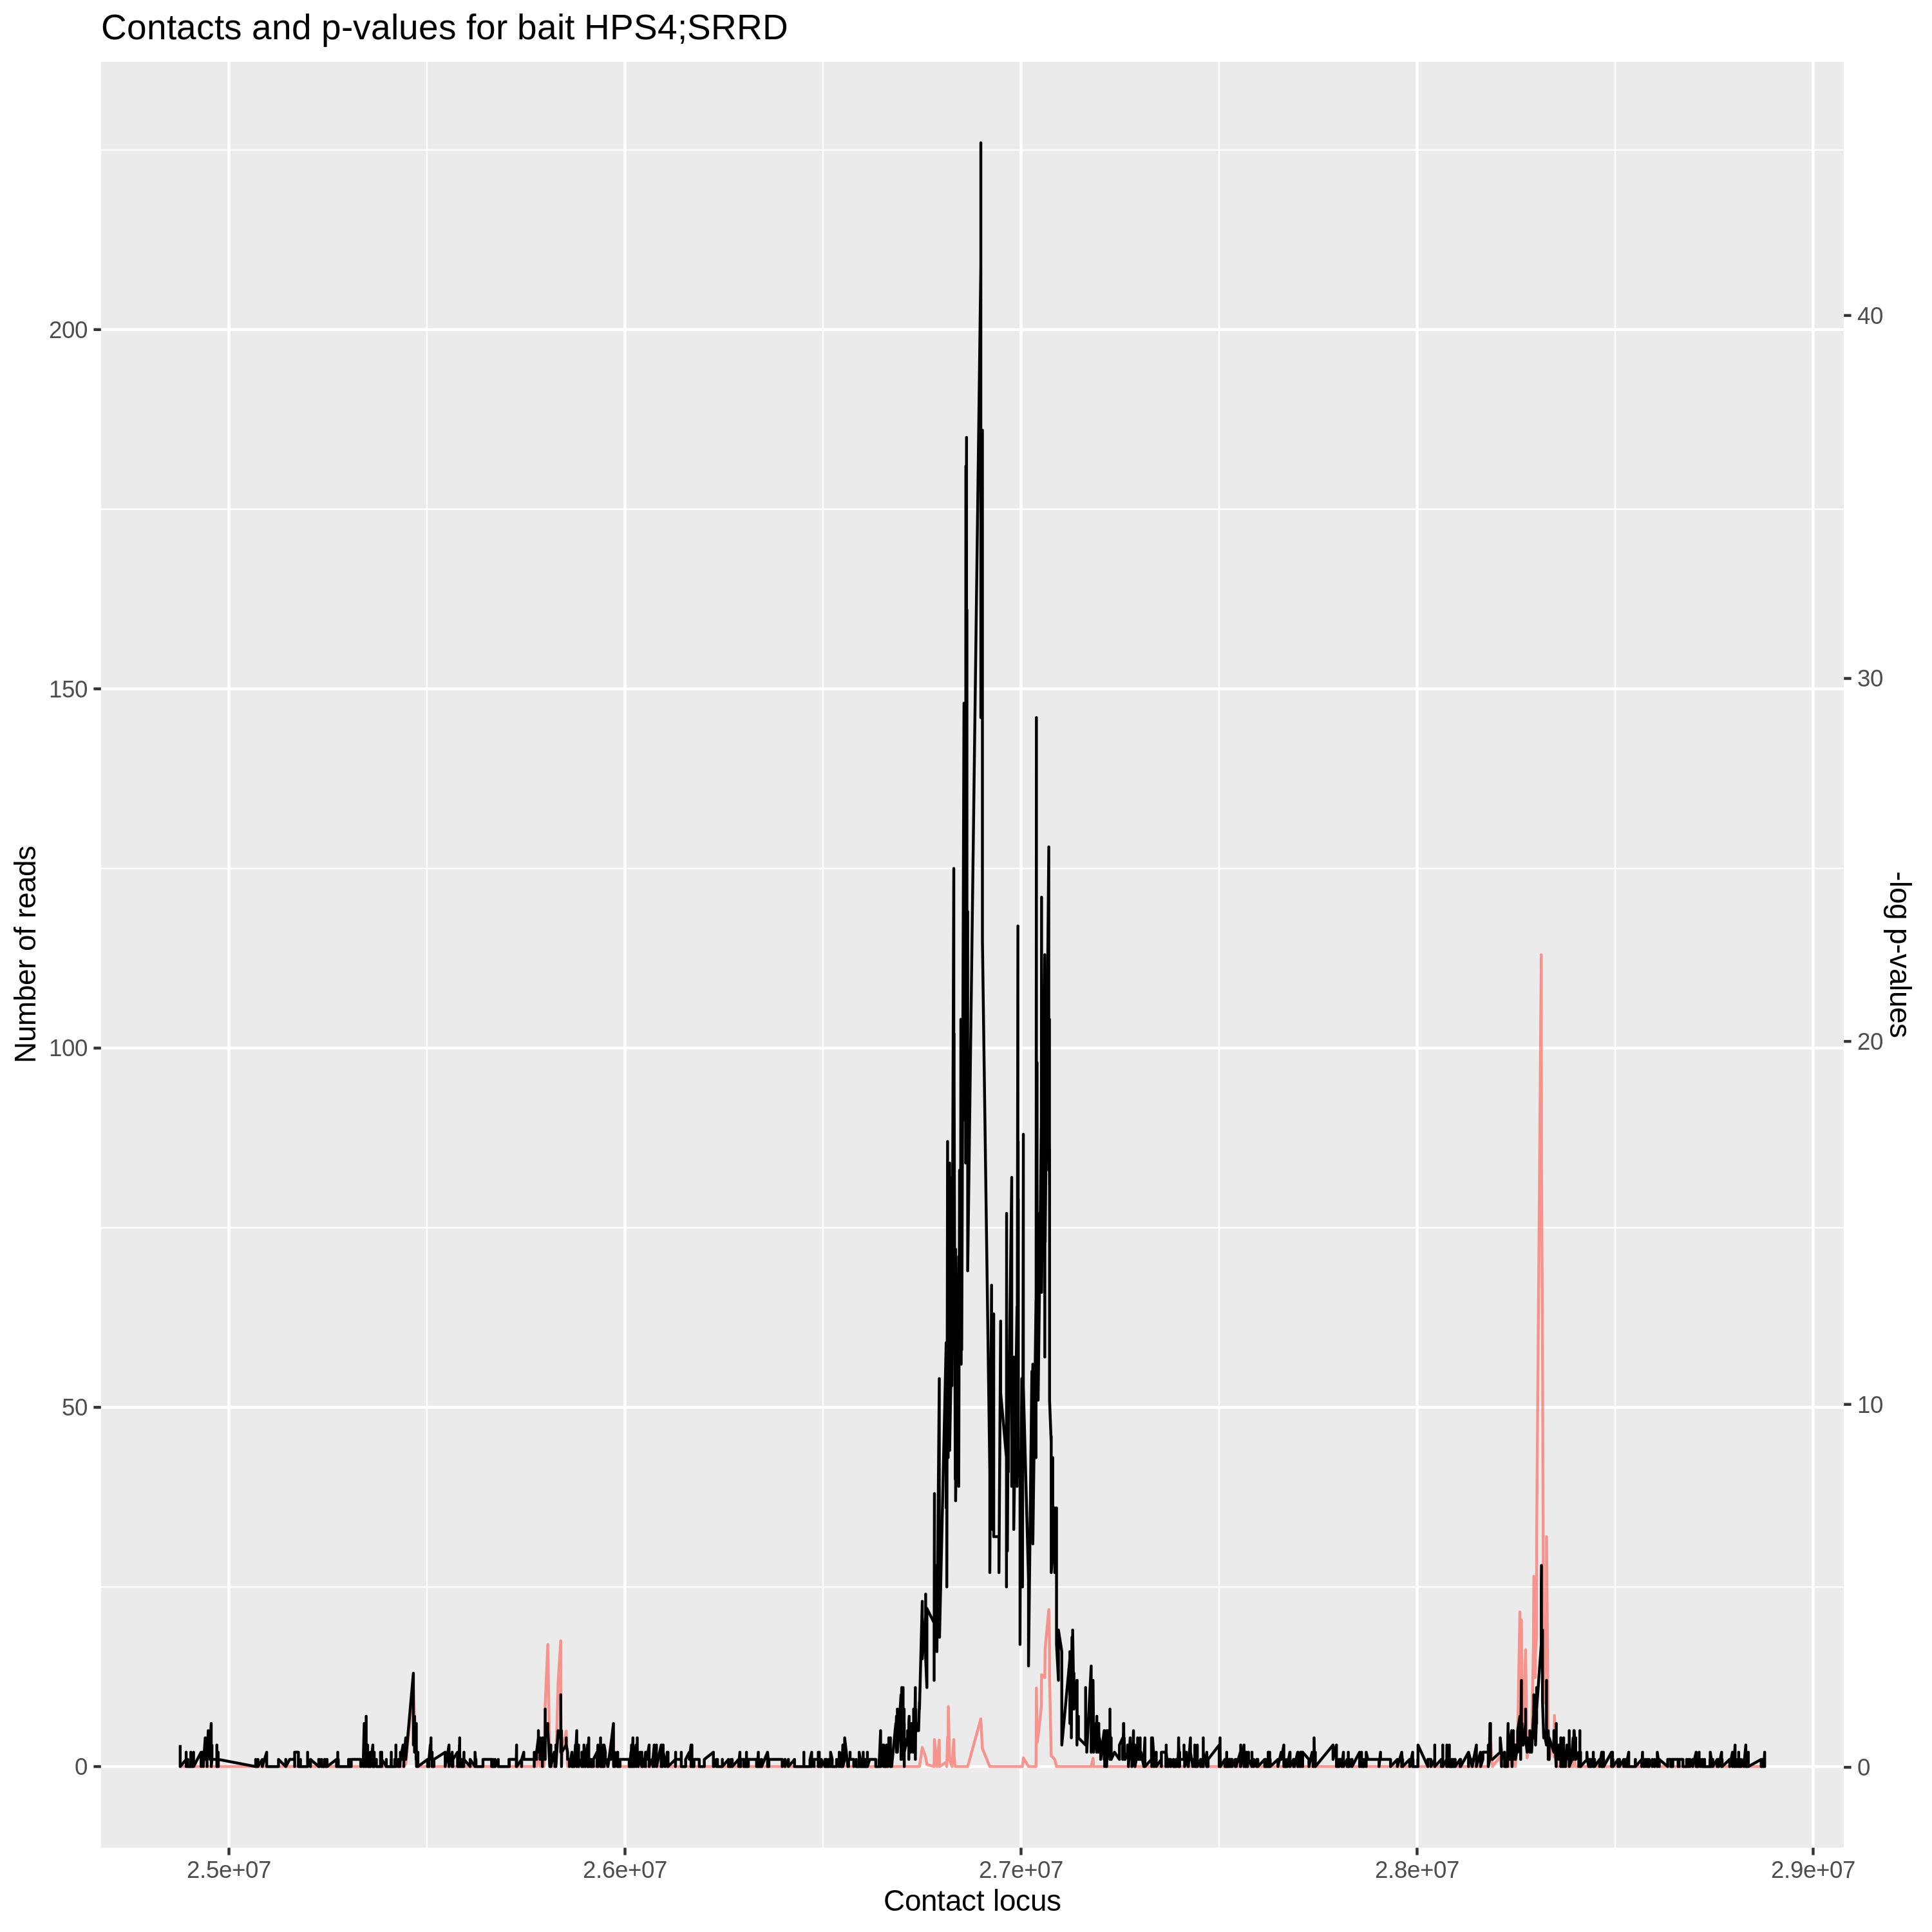 Contacts and p-values for bait HPS4;SRRD
200
150
100
50
0
Number of reads
40
30
20
10
0
-log p-values
2.5e+07 2.6e+07 2.7e+07 2.8e+07 2.9e+07
Contact locus